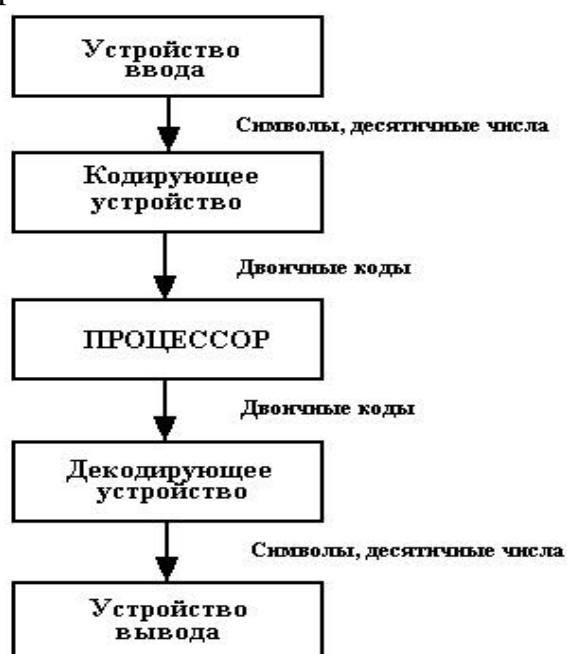 Устройство
ввода
Символы, десятичные числа
Кодирующее
устройство
Двоичные коды
ПРОЦЕССОР
Двоичные коды
Декодирующее
устройство
Символы, десятичные числа
Устройство
вывода